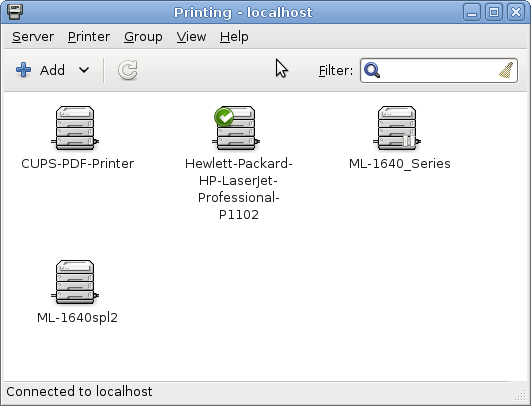 Printing - localhost
Server Printer Group View Help
Add Filter:
CUPS-PDF-Printer
Hewlett-Packard-
HP-LaserJet-
Professional-
P1102
ML-1640_Series
ML-1640spl2
Connected to localhost